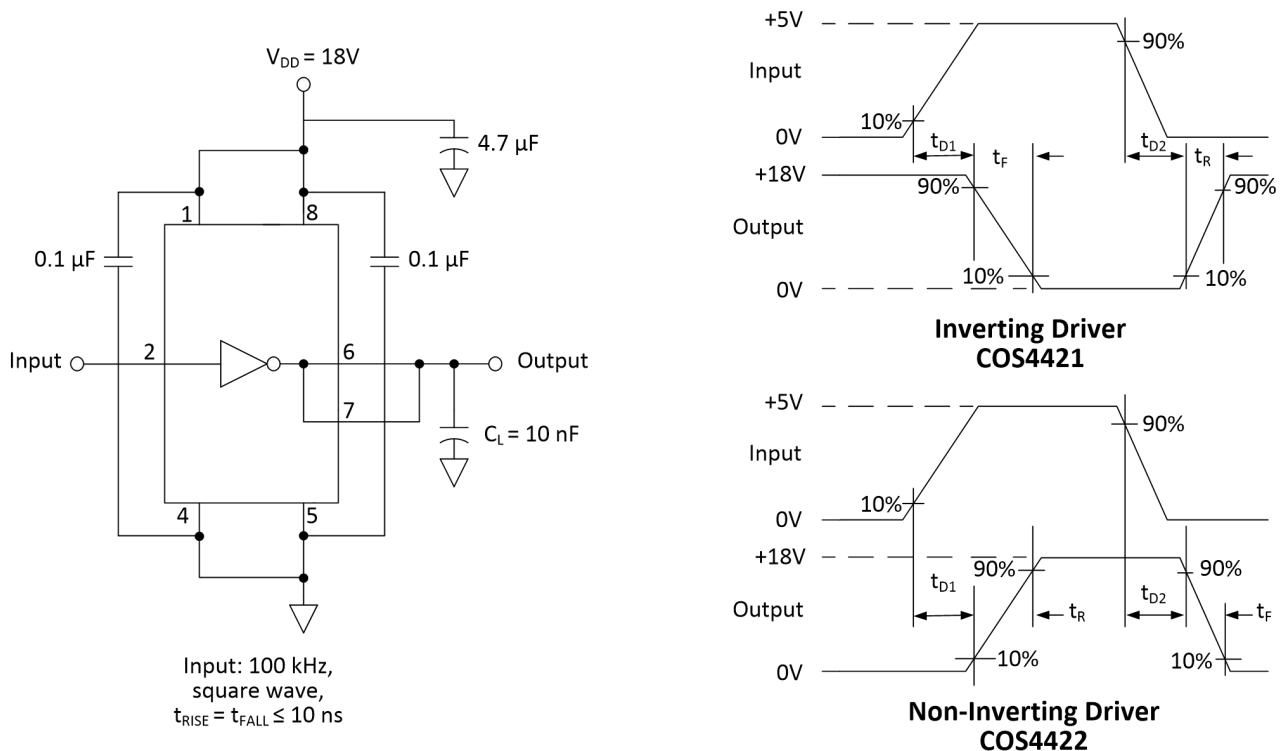 V_DD = 18V
4.7 µF
1
8
0.1 µF
0.1 µF
Input
2
6
Output
7
C_L = 10 nF
4
5
Input: 100 kHz,
square wave,
t_RISE = t_FALL ≤ 10 ns
+5V
90%
Input
10%
0V
t_D1
t_F
t_D2
t_R
+18V
90%
90%
Output
10%
10%
0V
Inverting Driver
COS4421
+5V
90%
Input
10%
0V
+18V
90%
90%
t_D1
t_D2
Output
t_R
t_F
10%
10%
0V
Non-Inverting Driver
COS4422